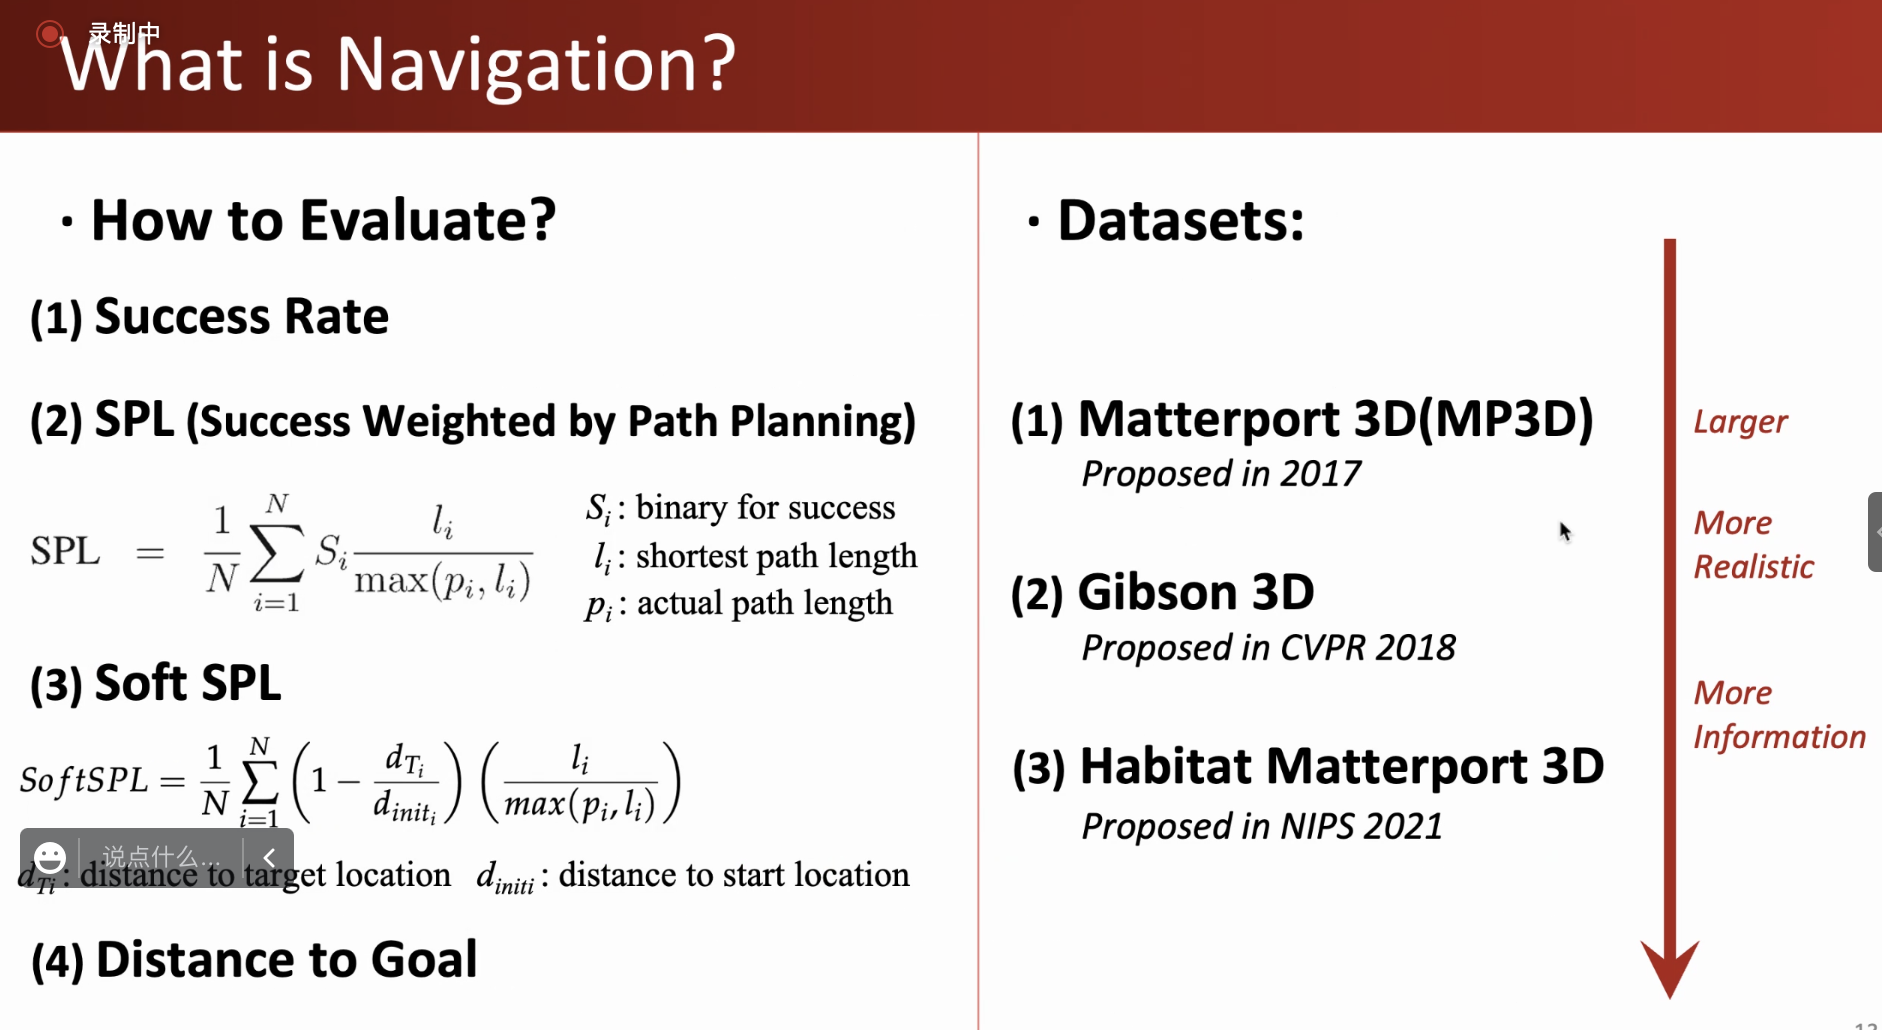 录制中
What is Navigation?
· How to Evaluate?
(1) Success Rate
(2) SPL (Success Weighted by Path Planning)
SPL = \frac{1}{N} \sum_{i=1}^{N} S_i \frac{l_i}{\max(p_i, l_i)}
S_i : binary for success
l_i : shortest path length
p_i : actual path length
(3) Soft SPL
SoftSPL = \frac{1}{N} \sum_{i=1}^{N} \left(1 - \frac{d_{T_i}}{d_{init_i}}\right) \left(\frac{l_i}{max(p_i, l_i)}\right)
说点什么...
d_{Ti} : distance to target location d_{initi} : distance to start location
(4) Distance to Goal
· Datasets:
(1) Matterport 3D(MP3D)
Proposed in 2017
(2) Gibson 3D
Proposed in CVPR 2018
(3) Habitat Matterport 3D
Proposed in NIPS 2021
Larger
More
Realistic
More
Information